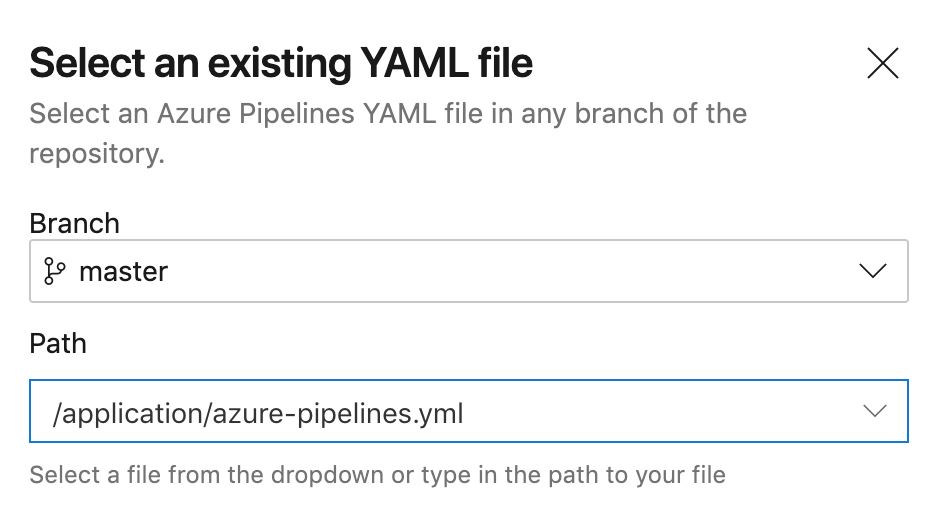 Select an existing YAML file
Select an Azure Pipelines YAML file in any branch of the
repository.
Branch
master
Path
/application/azure-pipelines.yml
Select a file from the dropdown or type in the path to your file